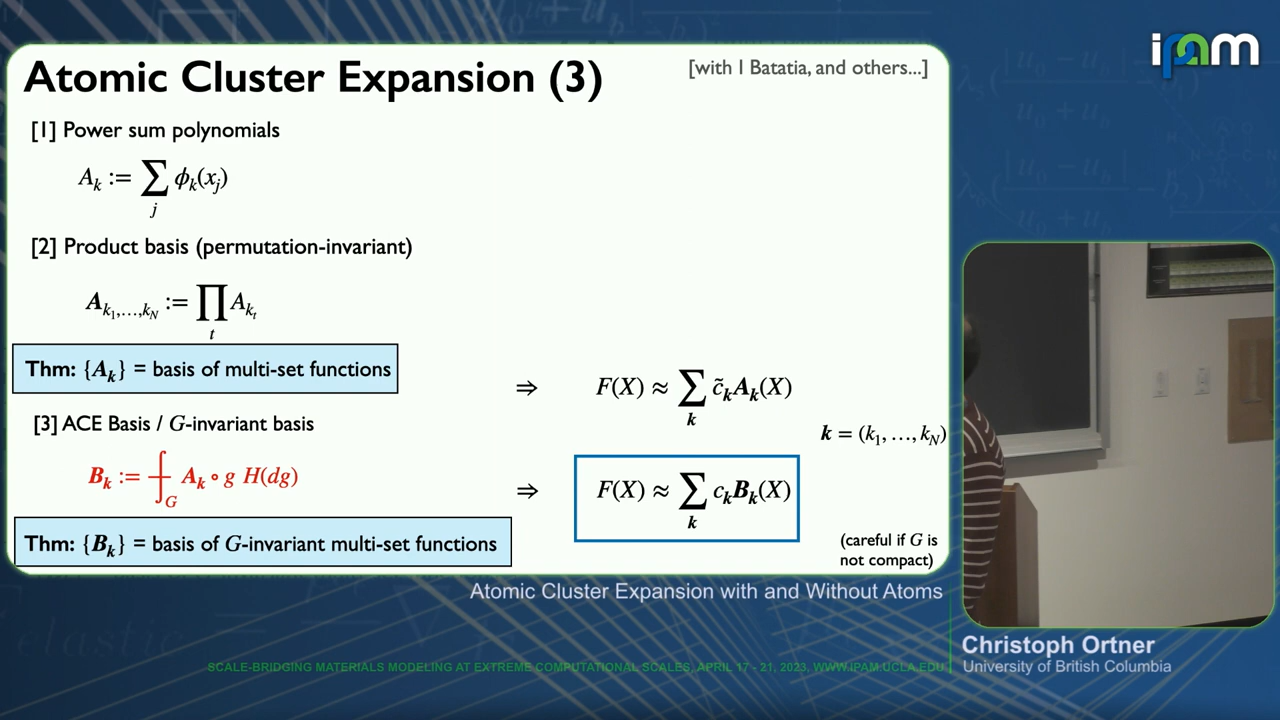 Atomic Cluster Expansion (3)
[with I Batatia, and others...]
ipam
[1] Power sum polynomials
A_k := ∑_j ϕ_k(x_j)
[2] Product basis (permutation-invariant)
A_{k_1,…,k_N} := ∏_t A_{k_t}
Thm: {A_k} = basis of multi-set functions
⇒ F(X) ≈ ∑_k c̃_k A_k(X)
[3] ACE Basis / G-invariant basis
k = (k_1, …, k_N)
B_k := ⨍_G A_k ∘ g H(dg)
⇒ F(X) ≈ ∑_k c_k B_k(X)
Thm: {B_k} = basis of G-invariant multi-set functions
(careful if G is
not compact)
Atomic Cluster Expansion with and Without Atoms
Christoph Ortner
University of British Columbia
SCALE-BRIDGING MATERIALS MODELING AT EXTREME COMPUTATIONAL SCALES, APRIL 17 - 21, 2023, WWW.IPAM.UCLA.EDU